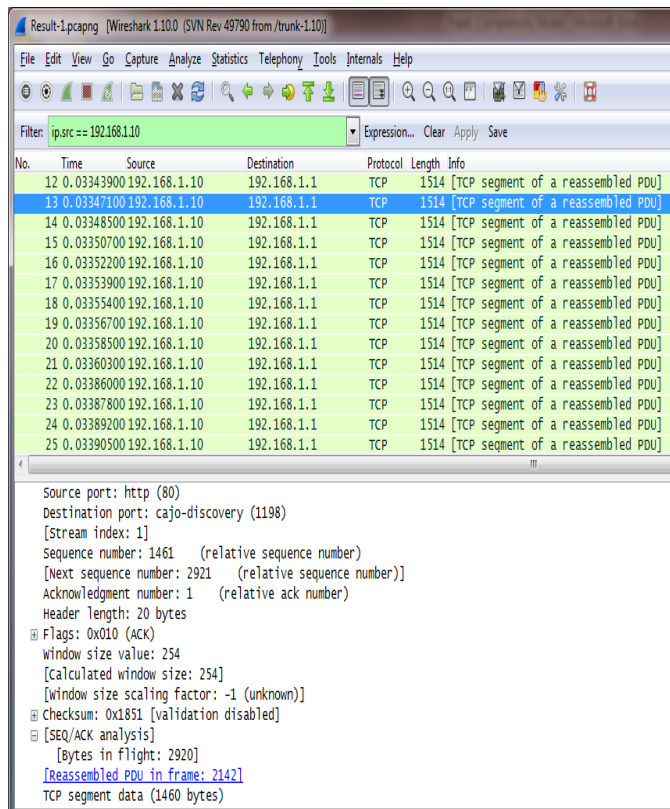 Result-1.pcapng [Wireshark 1.10.0 (SVN Rev 49790 from /trunk-1.10)]
File Edit View Go Capture Analyze Statistics Telephony Tools Internals Help
Filter: ip.src == 192.168.1.10 Expression... Clear Apply Save
No. Time Source Destination Protocol Length Info
12 0.03343900 192.168.1.10 192.168.1.1 TCP 1514 [TCP segment of a reassembled PDU]
13 0.03347100 192.168.1.10 192.168.1.1 TCP 1514 [TCP segment of a reassembled PDU]
14 0.03348500 192.168.1.10 192.168.1.1 TCP 1514 [TCP segment of a reassembled PDU]
15 0.03350700 192.168.1.10 192.168.1.1 TCP 1514 [TCP segment of a reassembled PDU]
16 0.03352200 192.168.1.10 192.168.1.1 TCP 1514 [TCP segment of a reassembled PDU]
17 0.03353900 192.168.1.10 192.168.1.1 TCP 1514 [TCP segment of a reassembled PDU]
18 0.03355400 192.168.1.10 192.168.1.1 TCP 1514 [TCP segment of a reassembled PDU]
19 0.03356700 192.168.1.10 192.168.1.1 TCP 1514 [TCP segment of a reassembled PDU]
20 0.03358500 192.168.1.10 192.168.1.1 TCP 1514 [TCP segment of a reassembled PDU]
21 0.03360300 192.168.1.10 192.168.1.1 TCP 1514 [TCP segment of a reassembled PDU]
22 0.03386000 192.168.1.10 192.168.1.1 TCP 1514 [TCP segment of a reassembled PDU]
23 0.03387800 192.168.1.10 192.168.1.1 TCP 1514 [TCP segment of a reassembled PDU]
24 0.03389200 192.168.1.10 192.168.1.1 TCP 1514 [TCP segment of a reassembled PDU]
25 0.03390500 192.168.1.10 192.168.1.1 TCP 1514 [TCP segment of a reassembled PDU]
Source port: http (80)
Destination port: cajo-discovery (1198)
[Stream index: 1]
Sequence number: 1461 (relative sequence number)
[Next sequence number: 2921 (relative sequence number)]
Acknowledgment number: 1 (relative ack number)
Header length: 20 bytes
Flags: 0x010 (ACK)
Window size value: 254
[Calculated window size: 254]
[Window size scaling factor: -1 (unknown)]
Checksum: 0x1851 [validation disabled]
[SEQ/ACK analysis]
[Bytes in flight: 2920]
[Reassembled PDU in frame: 2142]
TCP segment data (1460 bytes)